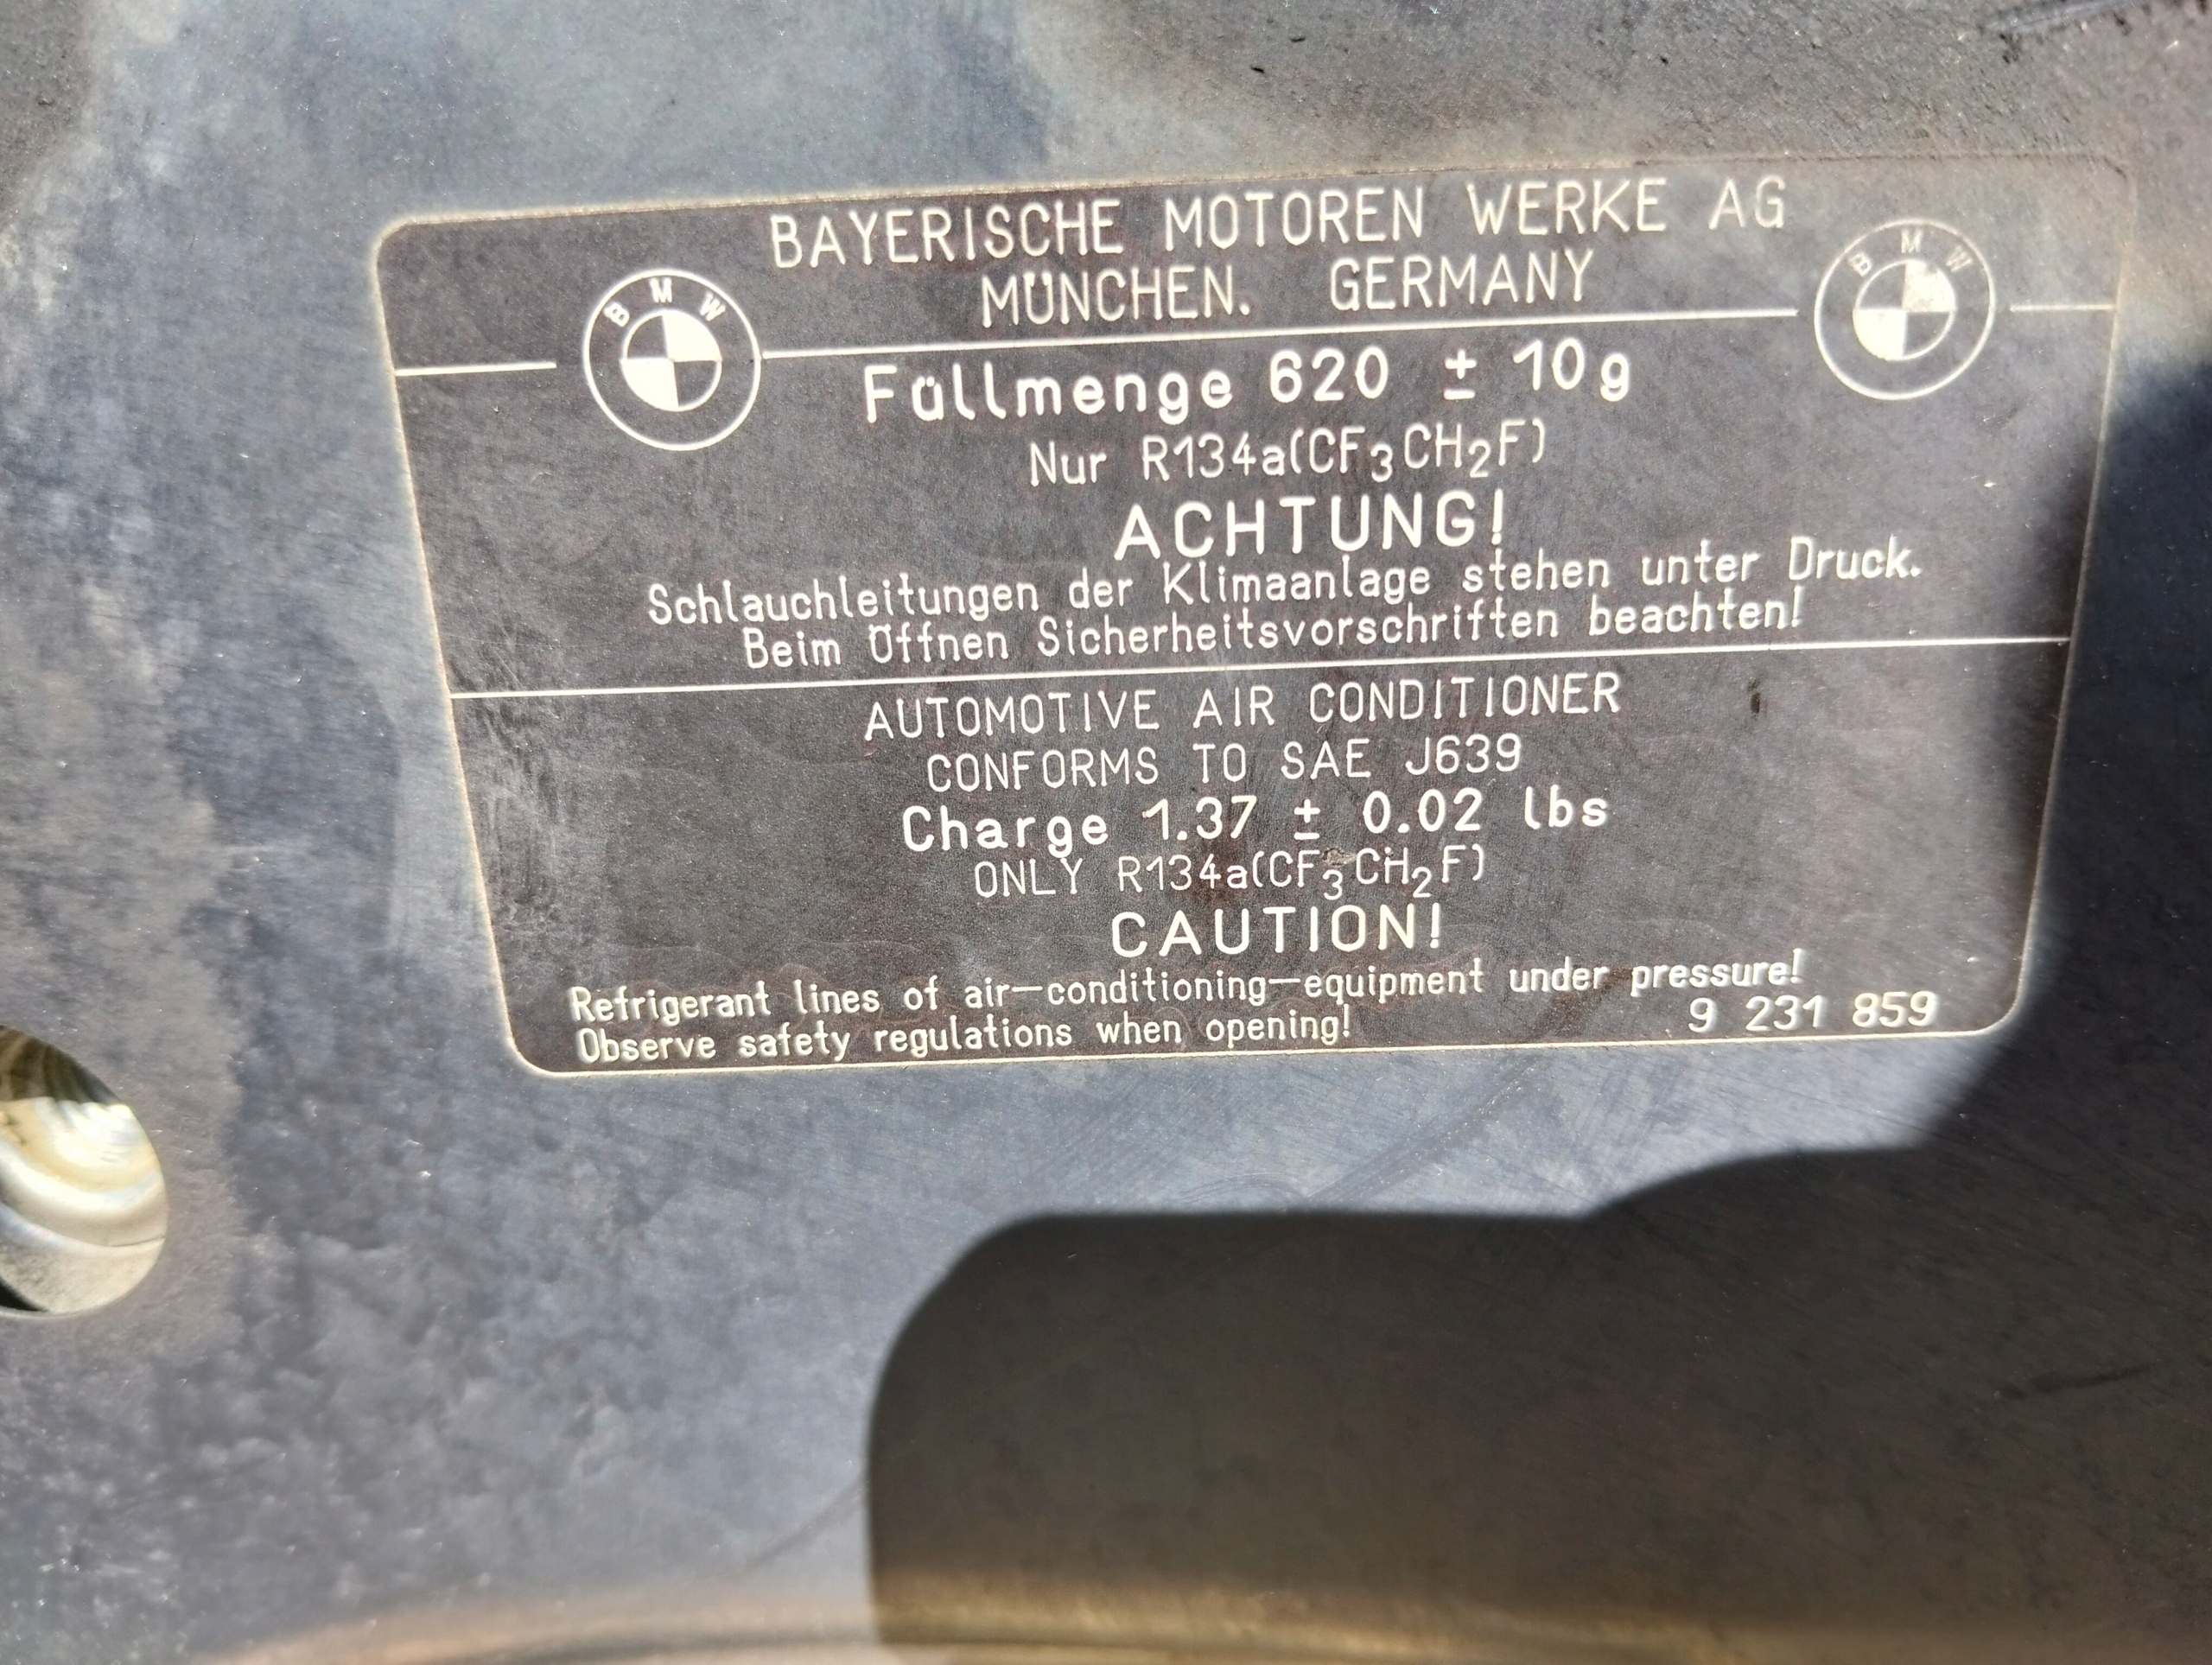 BAYERISCHE MOTOREN WERKE AG
MÜNCHEN. GERMANY
BMW
BMW
Füllmenge 620 ± 10g
Nur R134a(CF₃CH₂F)
ACHTUNG!
Schlauchleitungen der Klimaanlage stehen unter Druck.
Beim Öffnen Sicherheitsvorschriften beachten!
AUTOMOTIVE AIR CONDITIONER
CONFORMS TO SAE J639
Charge 1.37 ± 0.02 lbs
ONLY R134a(CF₃CH₂F)
CAUTION!
Refrigerant lines of air-conditioning-equipment under pressure!
Observe safety regulations when opening!
9 231 859